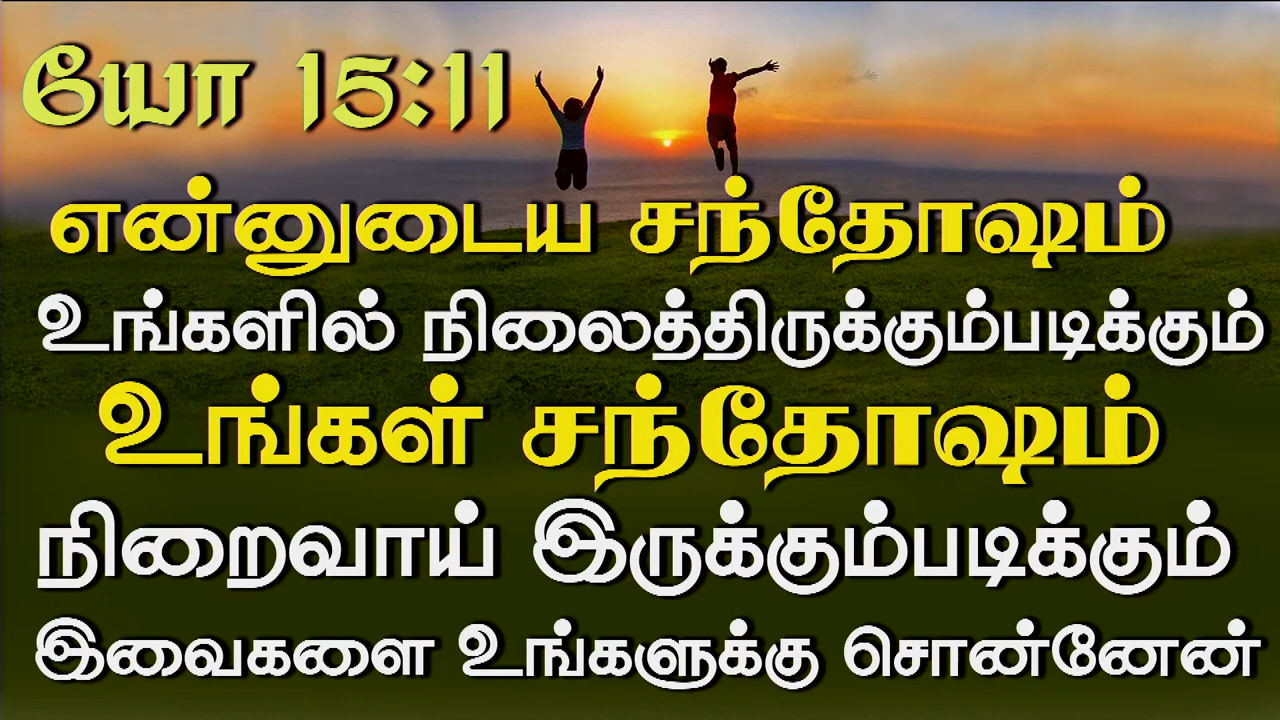 யோ 15:11
என்னுடைய சந்தோஷம்
உங்களில் நிலைத்திருக்கும்படிக்கும்
உங்கள் சந்தோஷம்
நிறைவாய் இருக்கும்படிக்கும்
இவைகளை உங்களுக்கு சொன்னேன்